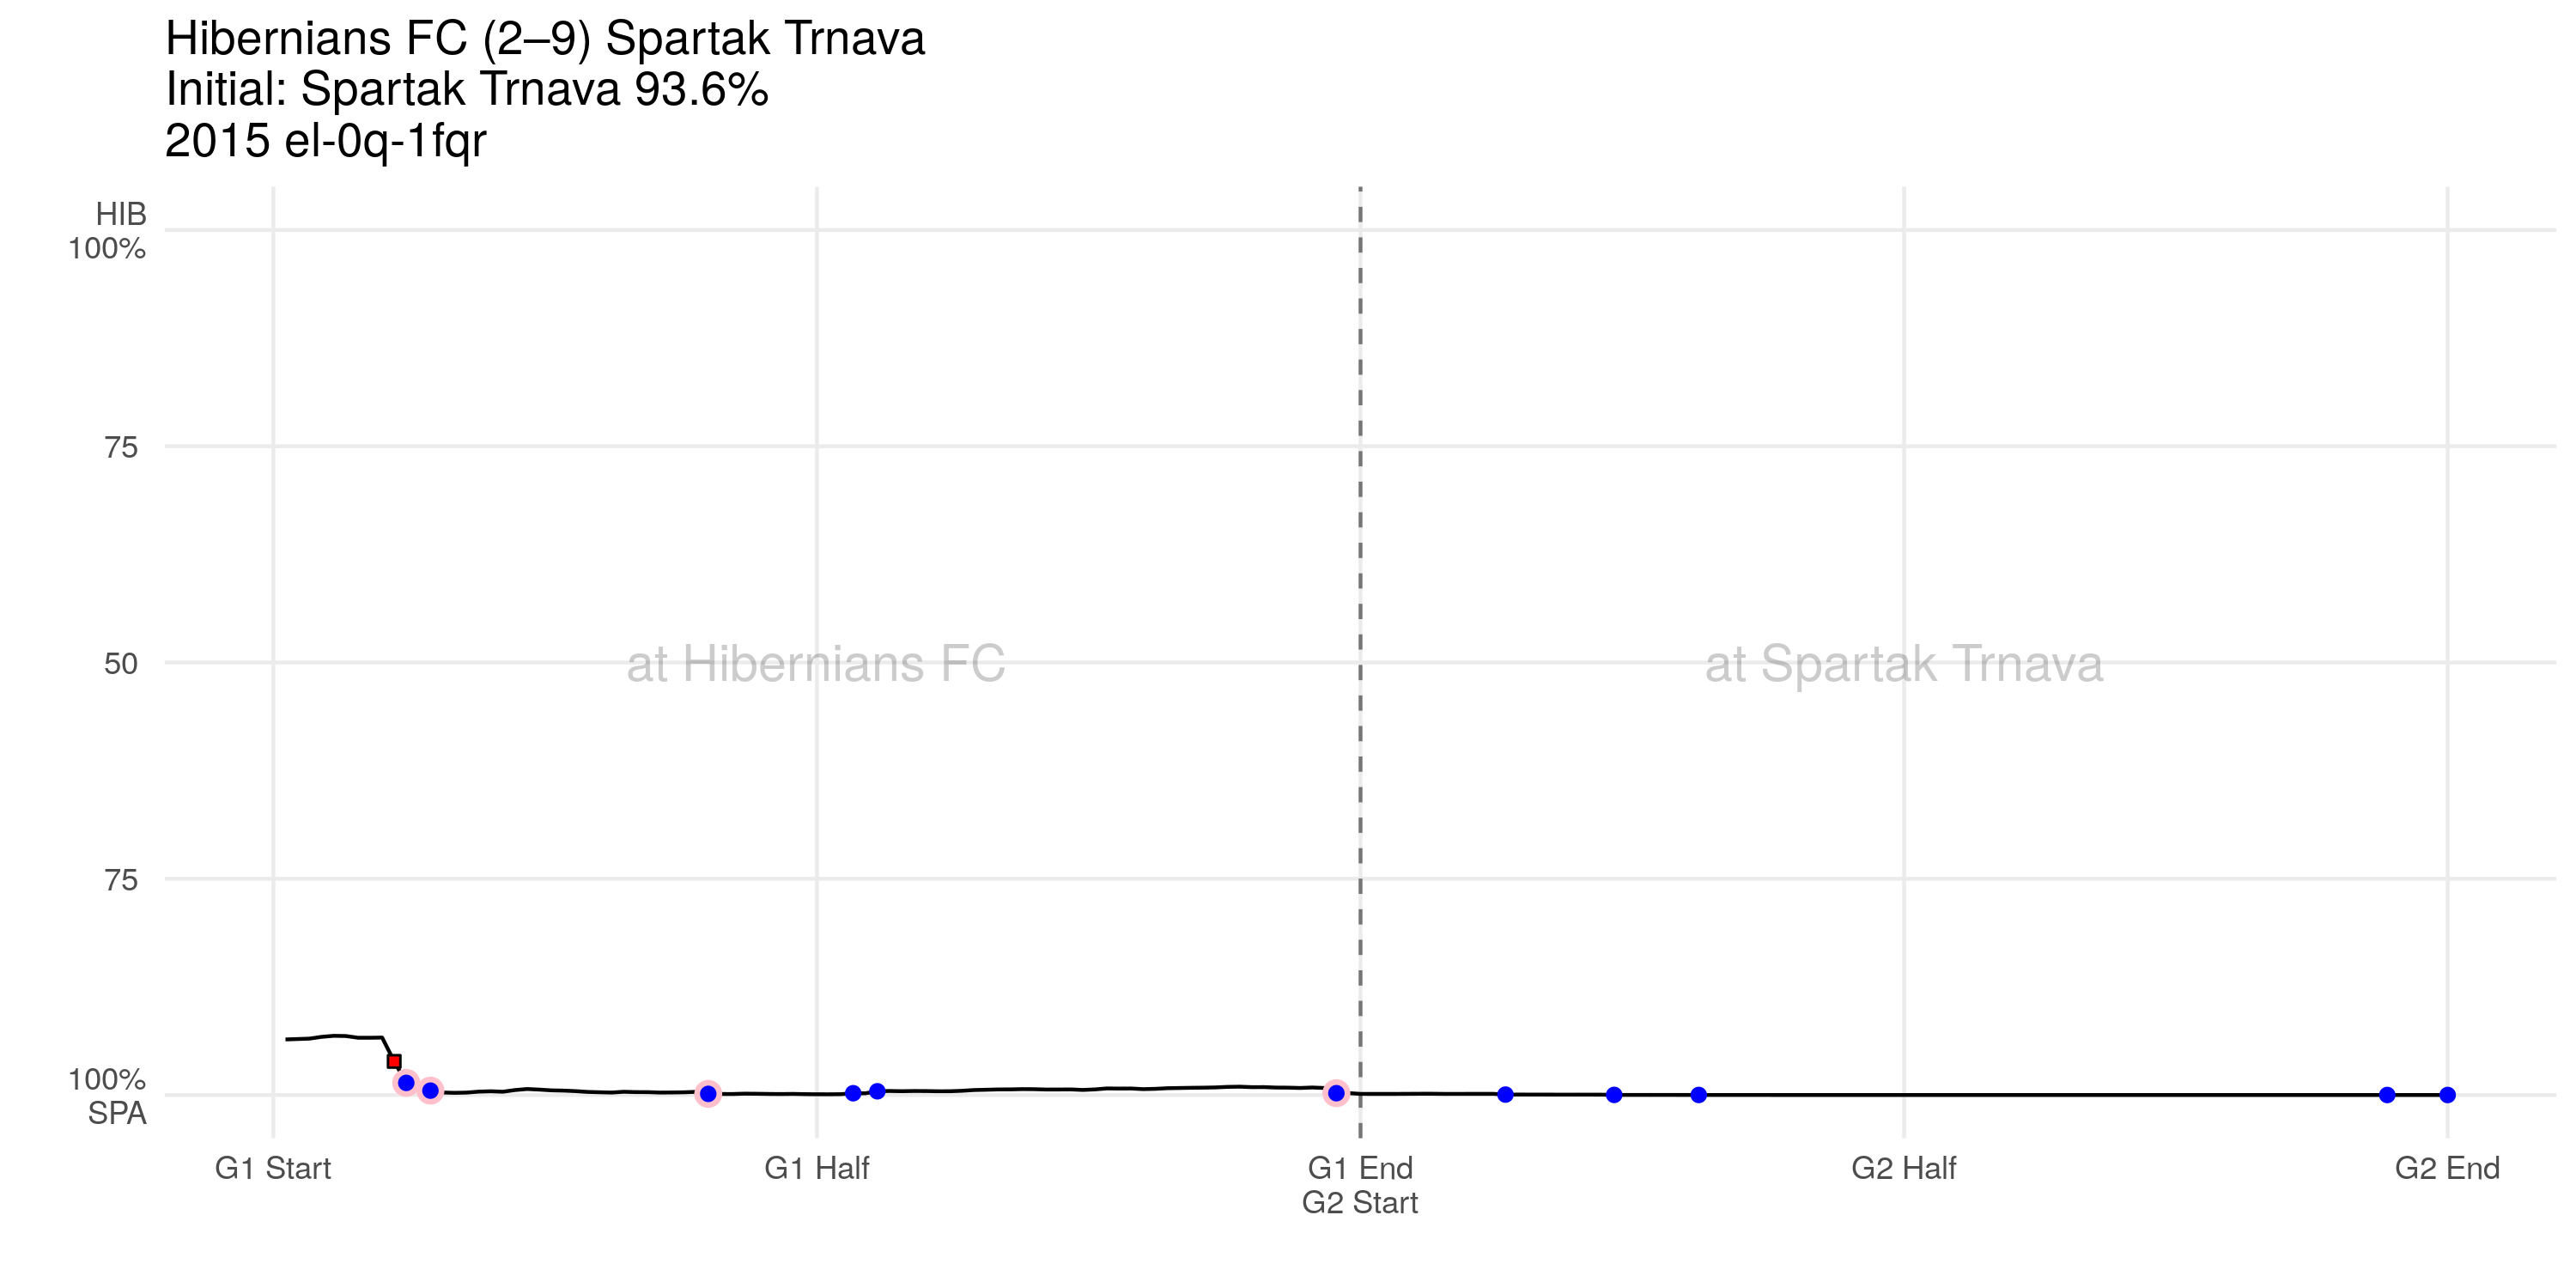 Hibernians FC (2–9) Spartak Trnava
Initial: Spartak Trnava 93.6%
2015 el-0q-1fqr
HIB
100%
75
50
75
100%
SPA
at Hibernians FC
at Spartak Trnava
G1 Start
G1 Half
G1 End
G2 Start
G2 Half
G2 End